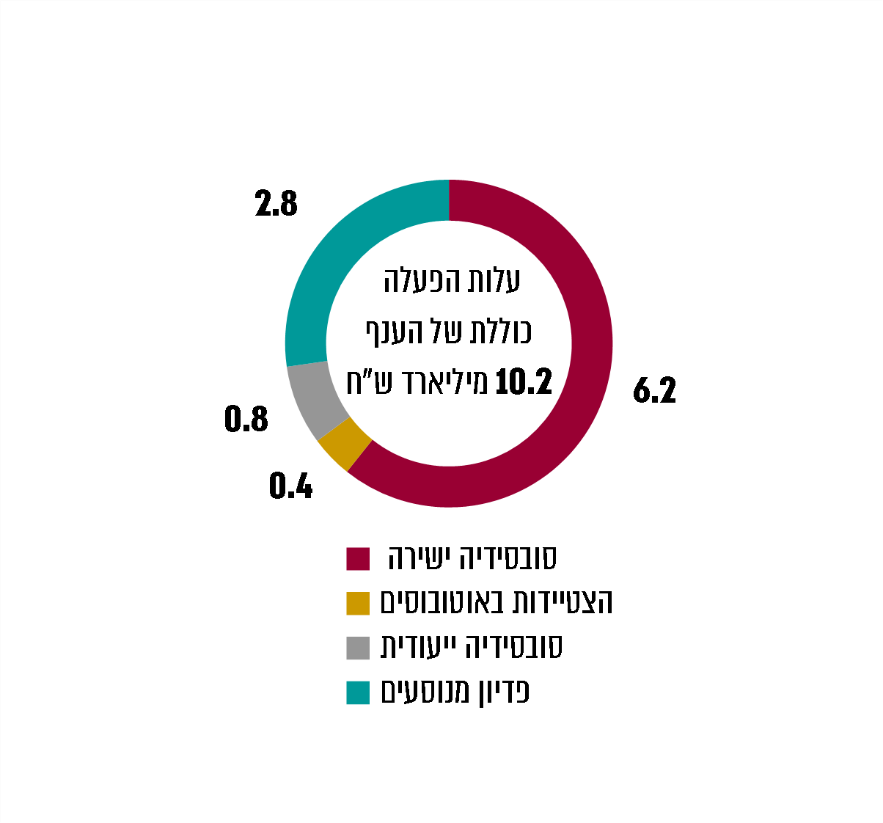 2.8
עלות הפעלה
כוללת של הענף
10.2 מיליארד ש"ח
6.2
0.8
0.4
סובסידיה ישירה
הצטיידות באוטובוסים
סובסידיה ייעודית
פדיון מנוסעים